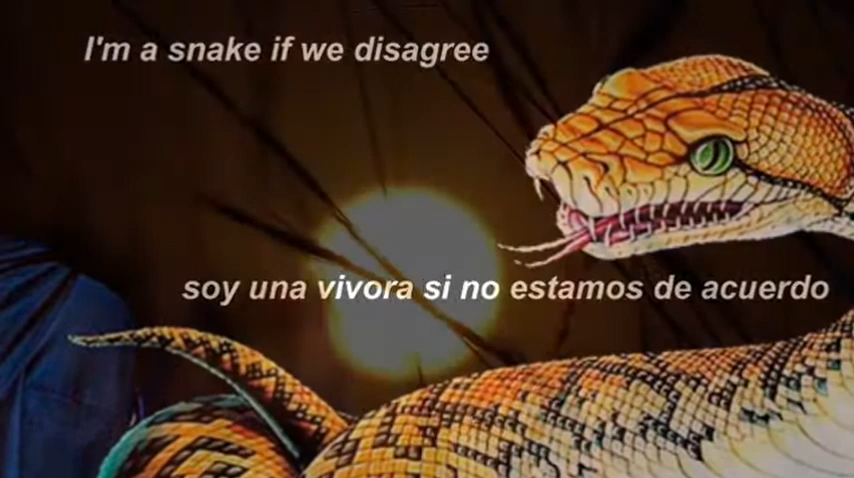 I'm a snake if we disagree
soy una vivora si no estamos de acuerdo